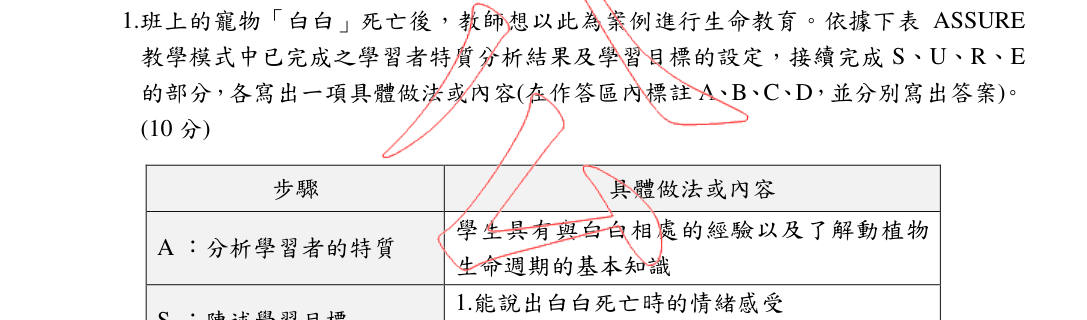 1.班上的寵物「白白」死亡後，教師想以此為案例進行生命教育。依據下表 ASSURE
教學模式中已完成之學習者特質分析結果及學習目標的設定，接續完成 S、U、R、E
的部分，各寫出一項具體做法或內容(在作答區內標註 A、B、C、D，並分別寫出答案)。
(10 分)
步驟
具體做法或內容
A ：分析學習者的特質
學生具有與白白相處的經驗以及了解動植物
生命週期的基本知識
S ：陳述學習目標
1.能說出白白死亡時的情緒感受